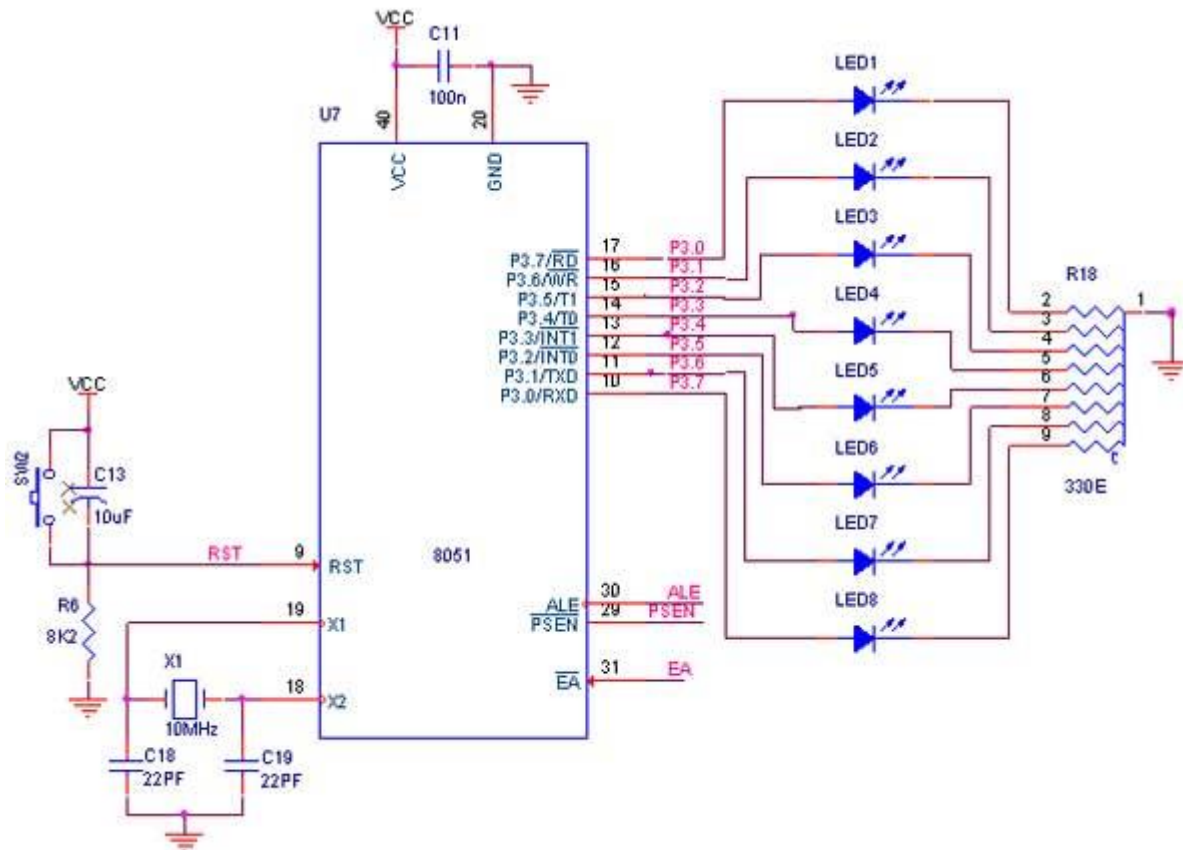 VCC
C11
100n
U7
40
20
VCC
GND
P3.7/RD
17
P3.0
P3.6/WR
16
P3.1
P3.5/T1
15
P3.2
P3.4/T0
14
P3.3
P3.3/INT1
13
P3.4
P3.2/INT0
12
P3.5
P3.1/TXD
11
P3.6
P3.0/RXD
10
P3.7
LED1
LED2
LED3
LED4
LED5
LED6
LED7
LED8
R18
2
3
4
5
6
7
8
9
1
330E
VCC
SW2
C13
10uF
RST
9
RST
R6
8K2
19
X1
X1
10MHz
18
X2
C18
22PF
C19
22PF
8051
ALE
30
ALE
PSEN
29
PSEN
EA
31
EA